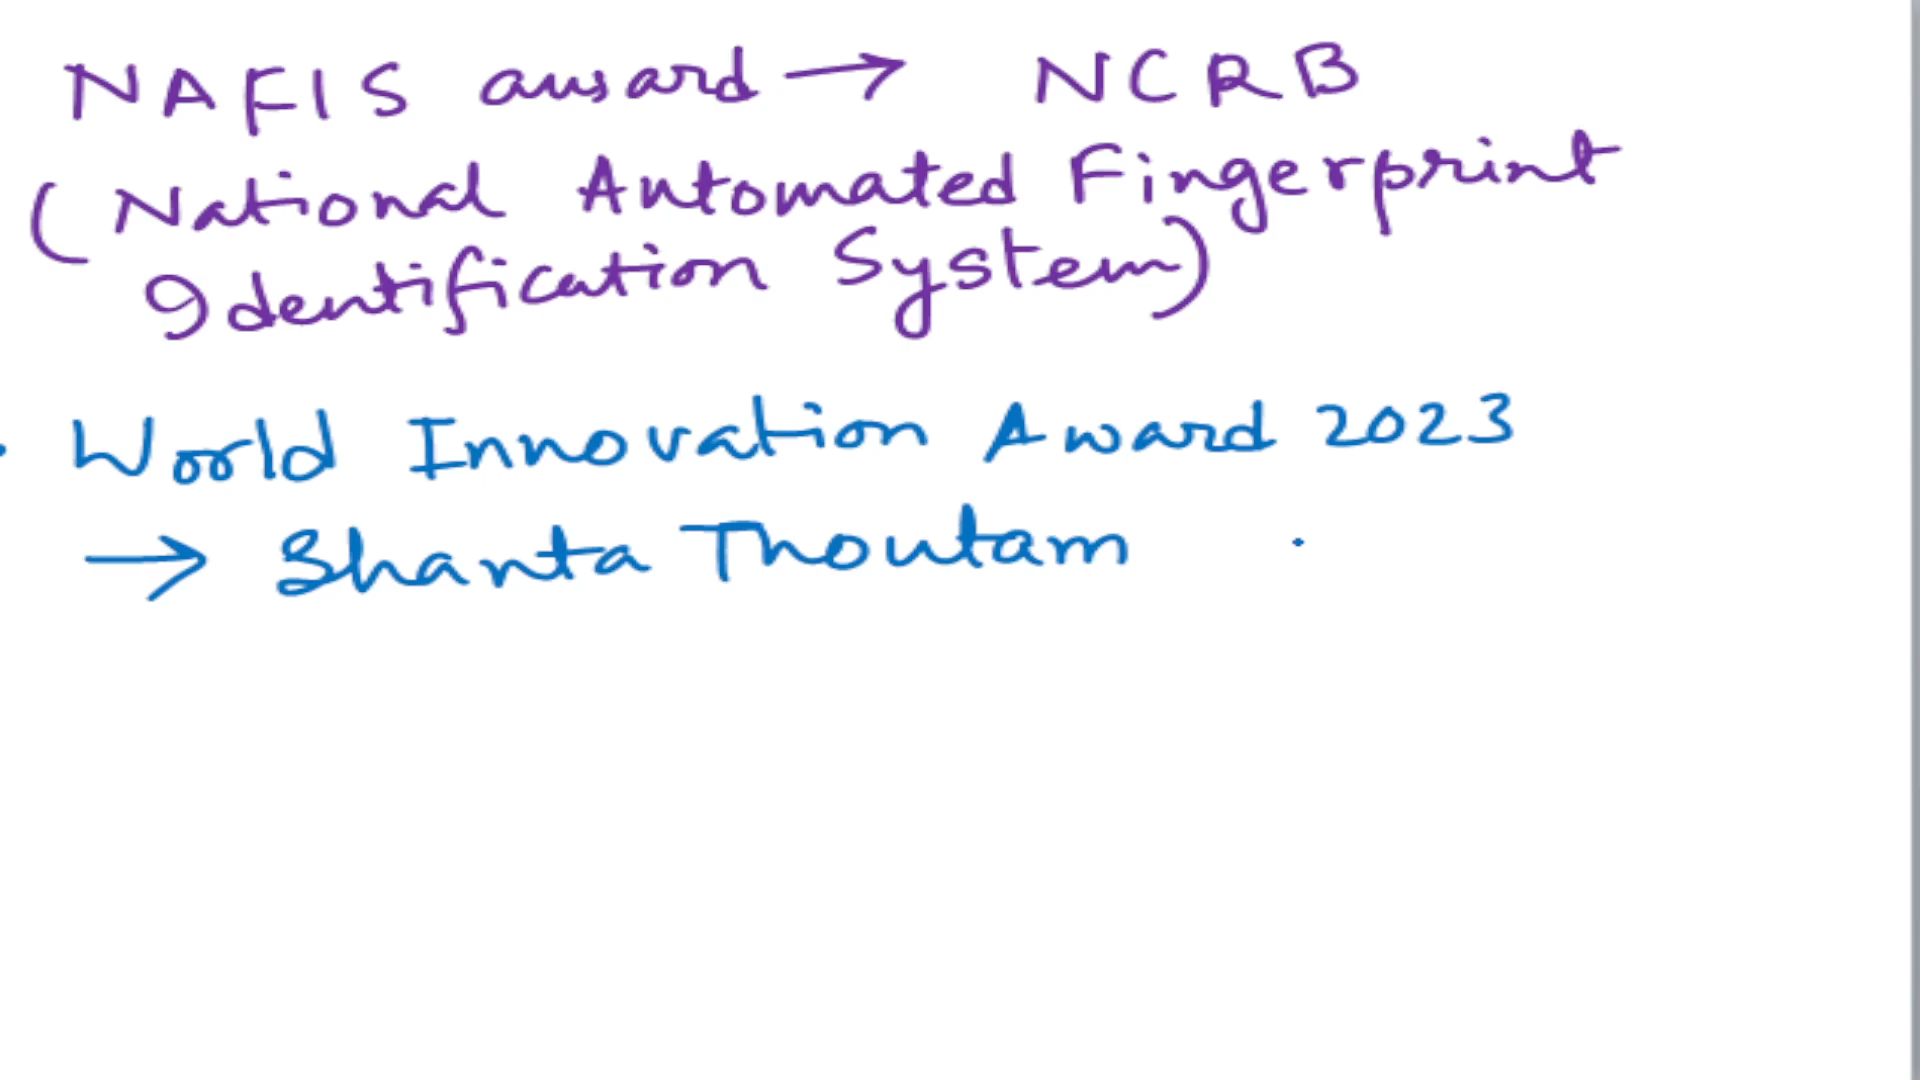 NAFIS award → NCRB
(National Automated Fingerprint
Identification System)
• World Innovation Award 2023
→ Shanta Thoutam